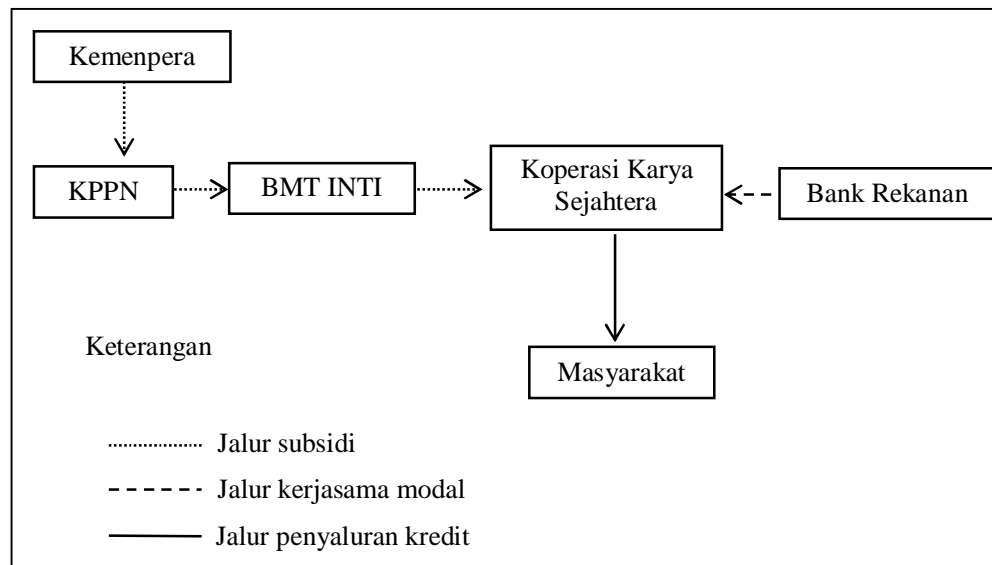 Kemenpera
KPPN
BMT INTI
Koperasi Karya
Sejahtera
Bank Rekanan
Masyarakat
Keterangan
Jalur subsidi
Jalur kerjasama modal
Jalur penyaluran kredit